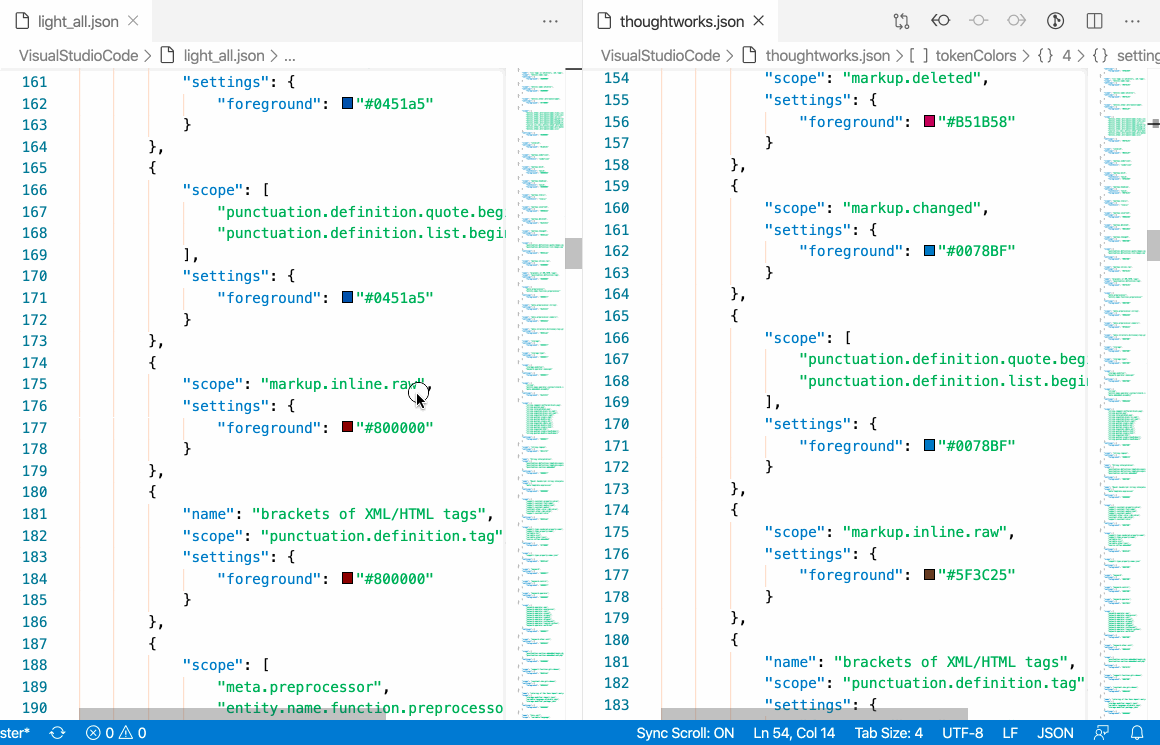 light_all.json
thoughtworks.json
VisualStudioCode > light_all.json > ...
VisualStudioCode > thoughtworks.json > [ ] tokenColors > {} 4 > {} setting
161 "settings": {
162 "foreground": "#0451a5"
163 }
164 },
165 {
166 "scope": [
167 "punctuation.definition.quote.beg
168 "punctuation.definition.list.begin
169 ],
170 "settings": {
171 "foreground": "#0451a5"
172 }
173 },
174 {
175 "scope": "markup.inline.raw",
176 "settings": {
177 "foreground": "#800000"
178 }
179 },
180 {
181 "name": "brackets of XML/HTML tags",
182 "scope": "punctuation.definition.tag"
183 "settings": {
184 "foreground": "#800000"
185 }
186 },
187 {
188 "scope": [
189 "meta.preprocessor",
190 "entity.name.function.preprocesso
154 "scope": "markup.deleted",
155 "settings": {
156 "foreground": "#B51B58"
157 }
158 },
159 {
160 "scope": "markup.changed",
161 "settings": {
162 "foreground": "#0078BF"
163 }
164 },
165 {
166 "scope": [
167 "punctuation.definition.quote.beg
168 "punctuation.definition.list.begin
169 ],
170 "settings": {
171 "foreground": "#0078BF"
172 }
173 },
174 {
175 "scope": "markup.inline.raw",
176 "settings": {
177 "foreground": "#5F3C25"
178 }
179 },
180 {
181 "name": "brackets of XML/HTML tags",
182 "scope": "punctuation.definition.tag"
183 "settings": {
ster* 0 0 Sync Scroll: ON Ln 54, Col 14 Tab Size: 4 UTF-8 LF JSON